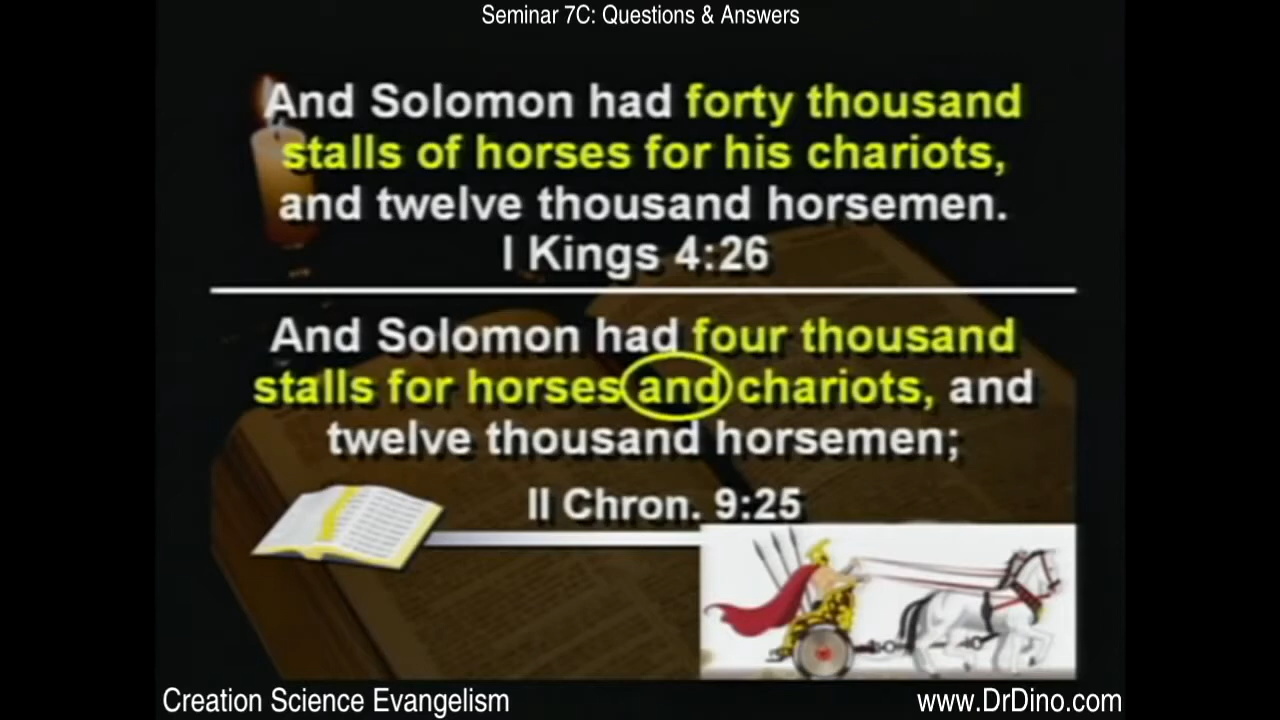 Seminar 7C: Questions & Answers
And Solomon had forty thousand
stalls of horses for his chariots,
and twelve thousand horsemen.
I Kings 4:26
And Solomon had four thousand
stalls for horses and chariots, and
twelve thousand horsemen;
II Chron. 9:25
Creation Science Evangelism
www.DrDino.com